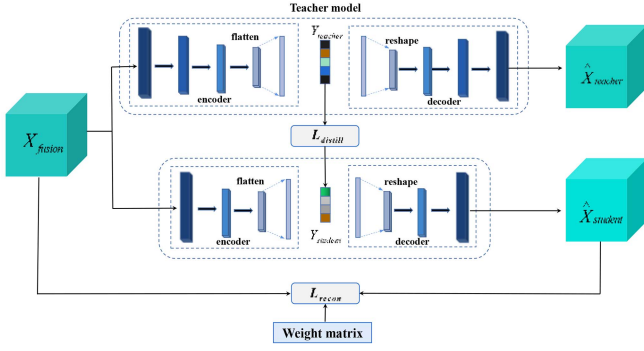 Teacher model
flatten
Y_teacher
reshape
encoder
decoder
X̂_teacher
X_fusion
L_distill
flatten
reshape
encoder
Y_student
decoder
X̂_student
L_recon
Weight matrix